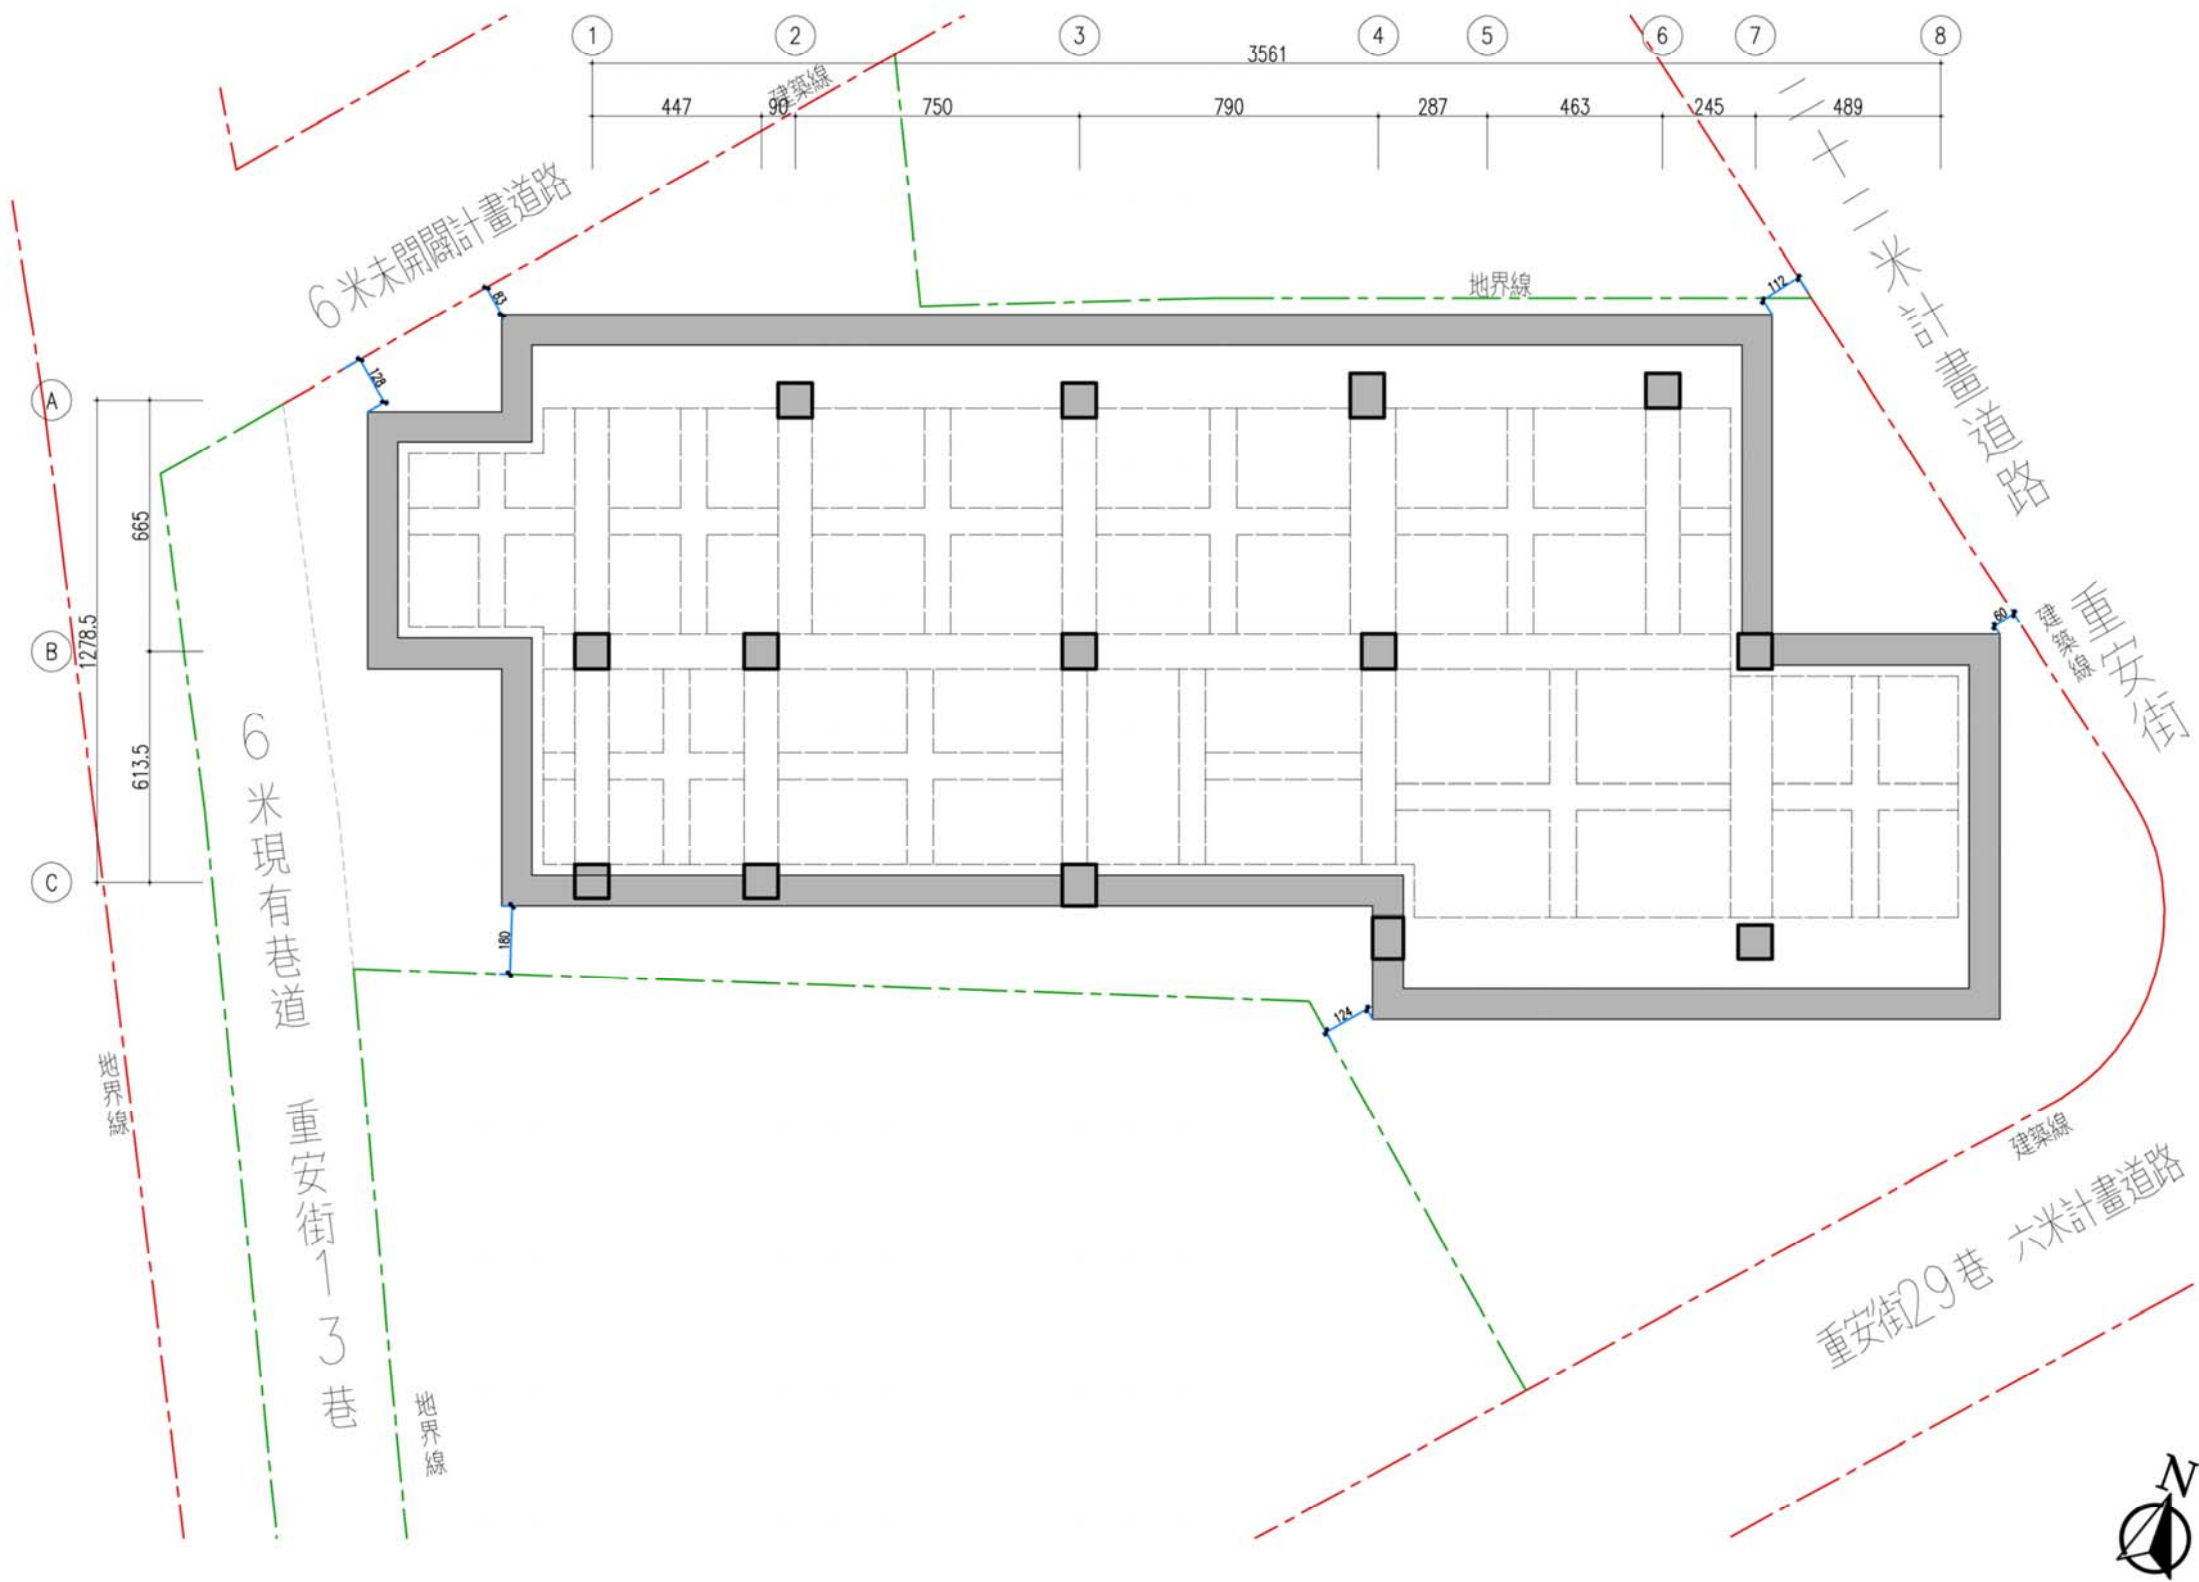 1 2 3 4 5 6 7 8
3561
447 90 750 790 287 463 245 489
建築線
二十二米計畫道路
6米未開闢計畫道路
地界線
83
112
128
A
665
1278.5
B
613.5
C
60
建築線
重安街
6米現有巷道 重安街13巷
180
124
地界線
地界線
建築線
重安街29巷 六米計畫道路
N